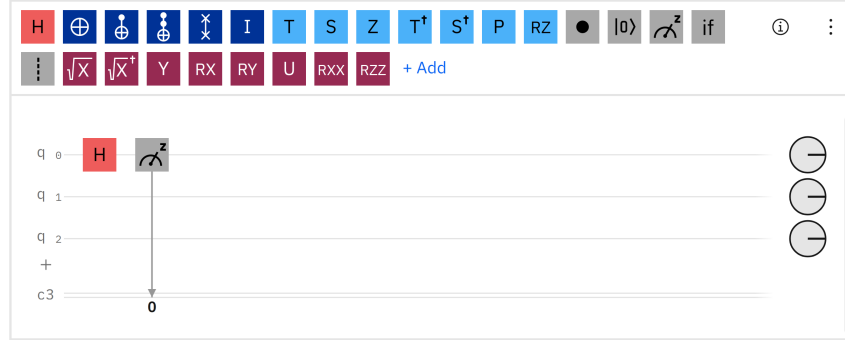 H I T S Z T† S† P RZ |0⟩ z if
√X √X† Y RX RY U RXX RZZ + Add
q 0 H z
q 1
q 2
+
c3
0